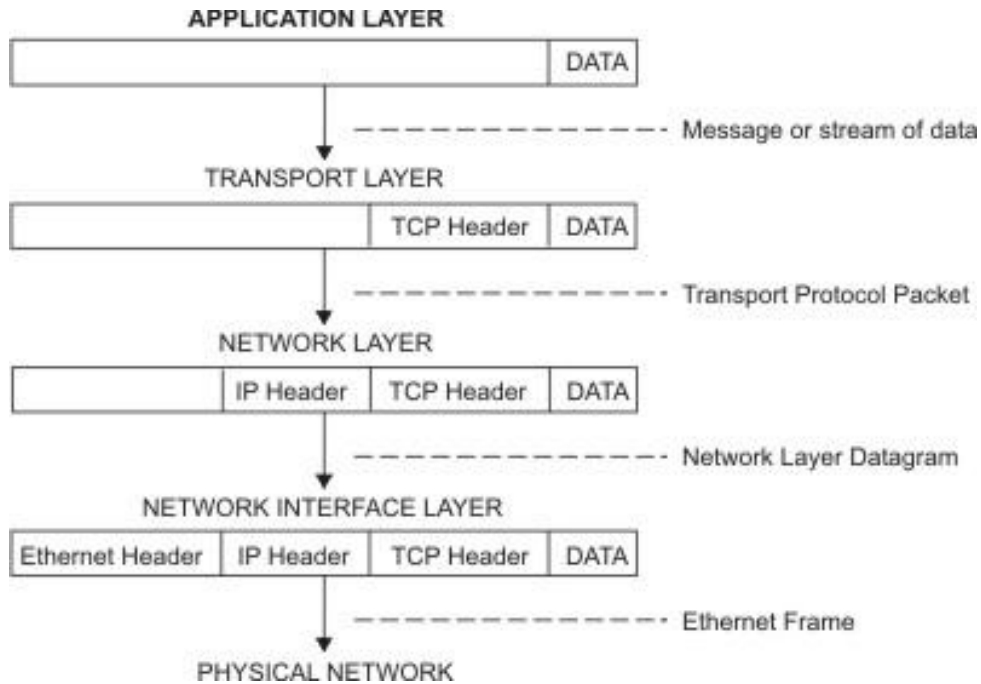 APPLICATION LAYER
DATA
Message or stream of data
TRANSPORT LAYER
TCP Header DATA
Transport Protocol Packet
NETWORK LAYER
IP Header TCP Header DATA
Network Layer Datagram
NETWORK INTERFACE LAYER
Ethernet Header IP Header TCP Header DATA
Ethernet Frame
PHYSICAL NETWORK